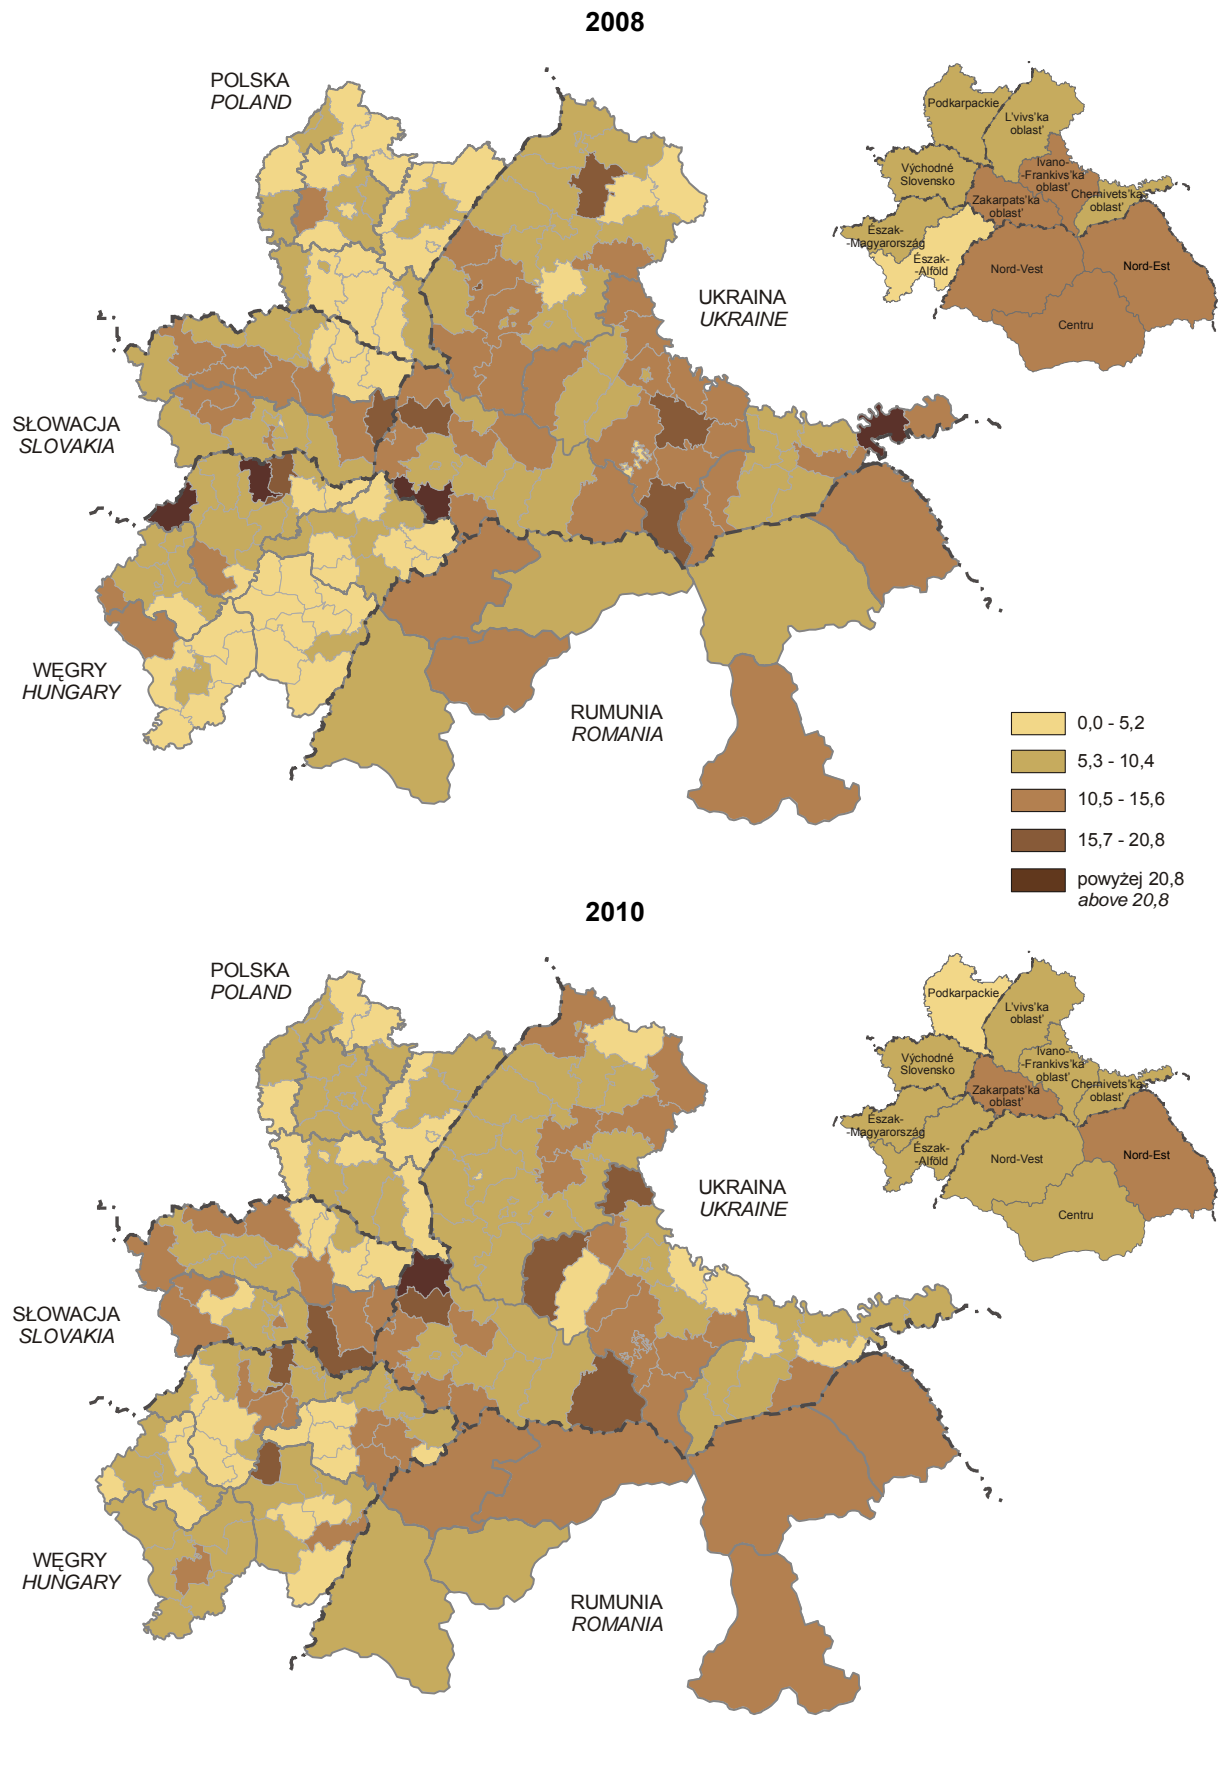 2008
POLSKA
POLAND
UKRAINA
UKRAINE
SŁOWACJA
SLOVAKIA
WĘGRY
HUNGARY
RUMUNIA
ROMANIA
Podkarpackie
L'vivs'ka
oblast'
Východné
Slovensko
Ivano-
-Frankivs'ka
oblast'
Zakarpats'ka
oblast'
Chernivets'ka
oblast'
Észak-
-Magyarország
Észak-
-Alföld
Nord-Vest
Nord-Est
Centru
0,0 - 5,2
5,3 - 10,4
10,5 - 15,6
15,7 - 20,8
powyżej 20,8
above 20,8
2010
POLSKA
POLAND
UKRAINA
UKRAINE
SŁOWACJA
SLOVAKIA
WĘGRY
HUNGARY
RUMUNIA
ROMANIA
Podkarpackie
L'vivs'ka
oblast'
Východné
Slovensko
Ivano-
-Frankivs'ka
oblast'
Zakarpats'ka
oblast'
Chernivets'ka
oblast'
Észak-
-Magyarország
Észak-
-Alföld
Nord-Vest
Nord-Est
Centru